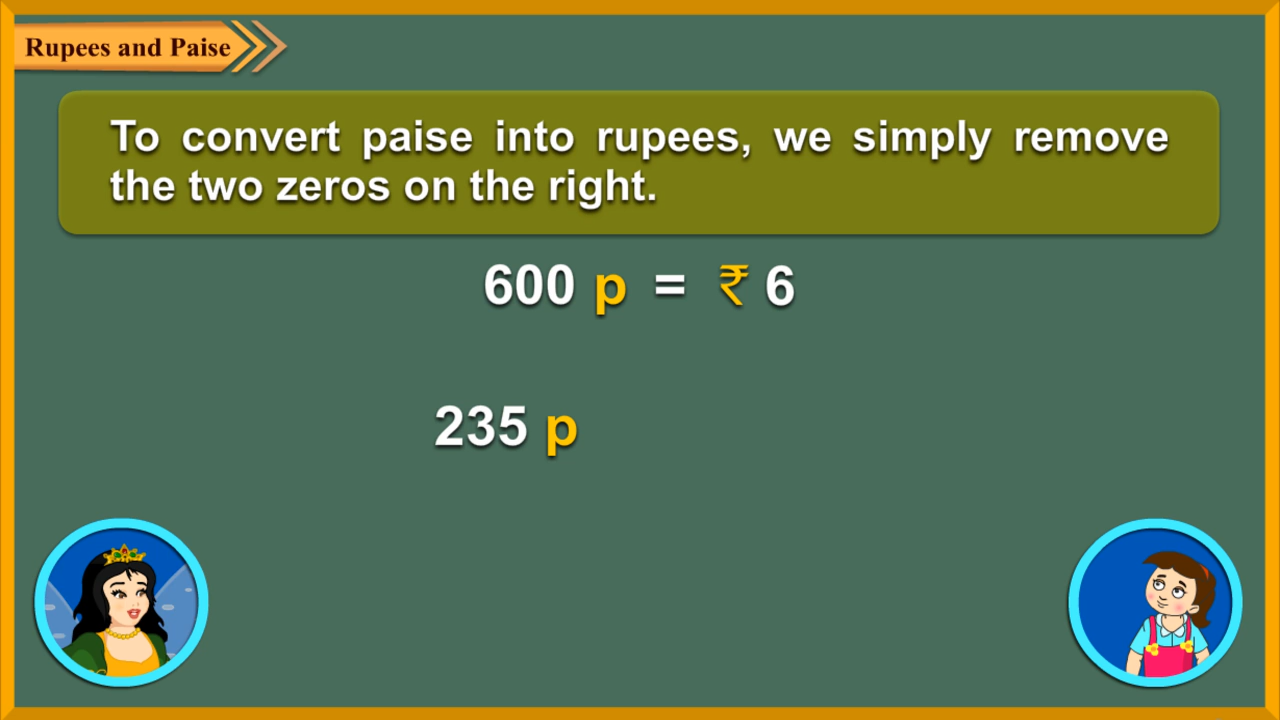 Rupees and Paise
To convert paise into rupees, we simply remove
the two zeros on the right.
600 p = ₹ 6
235 p